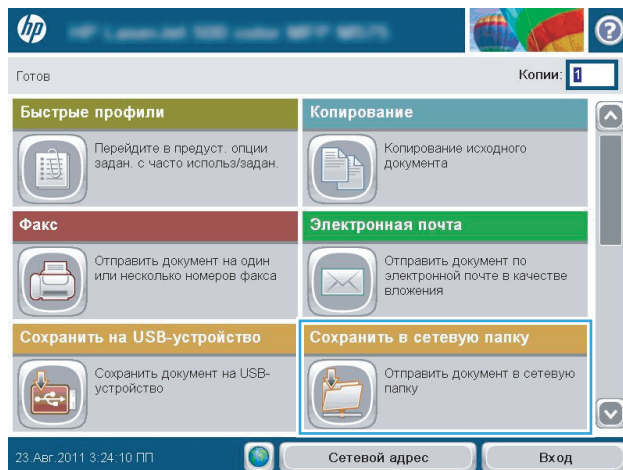 hp
Готов
Копии: 1
Быстрые профили
Перейдите в предуст. опции
задан. с часто использ/задан.
Копирование
Копирование исходного
документа
Факс
Отправить документ на один
или несколько номеров факса
Электронная почта
Отправить документ по
электронной почте в качестве
вложения
Сохранить на USB-устройство
Сохранить документ на USB-
устройство
Сохранить в сетевую папку
Отправить документ в сетевую
папку
23.Авг.2011 3:24:10 ПП
Сетевой адрес
Вход